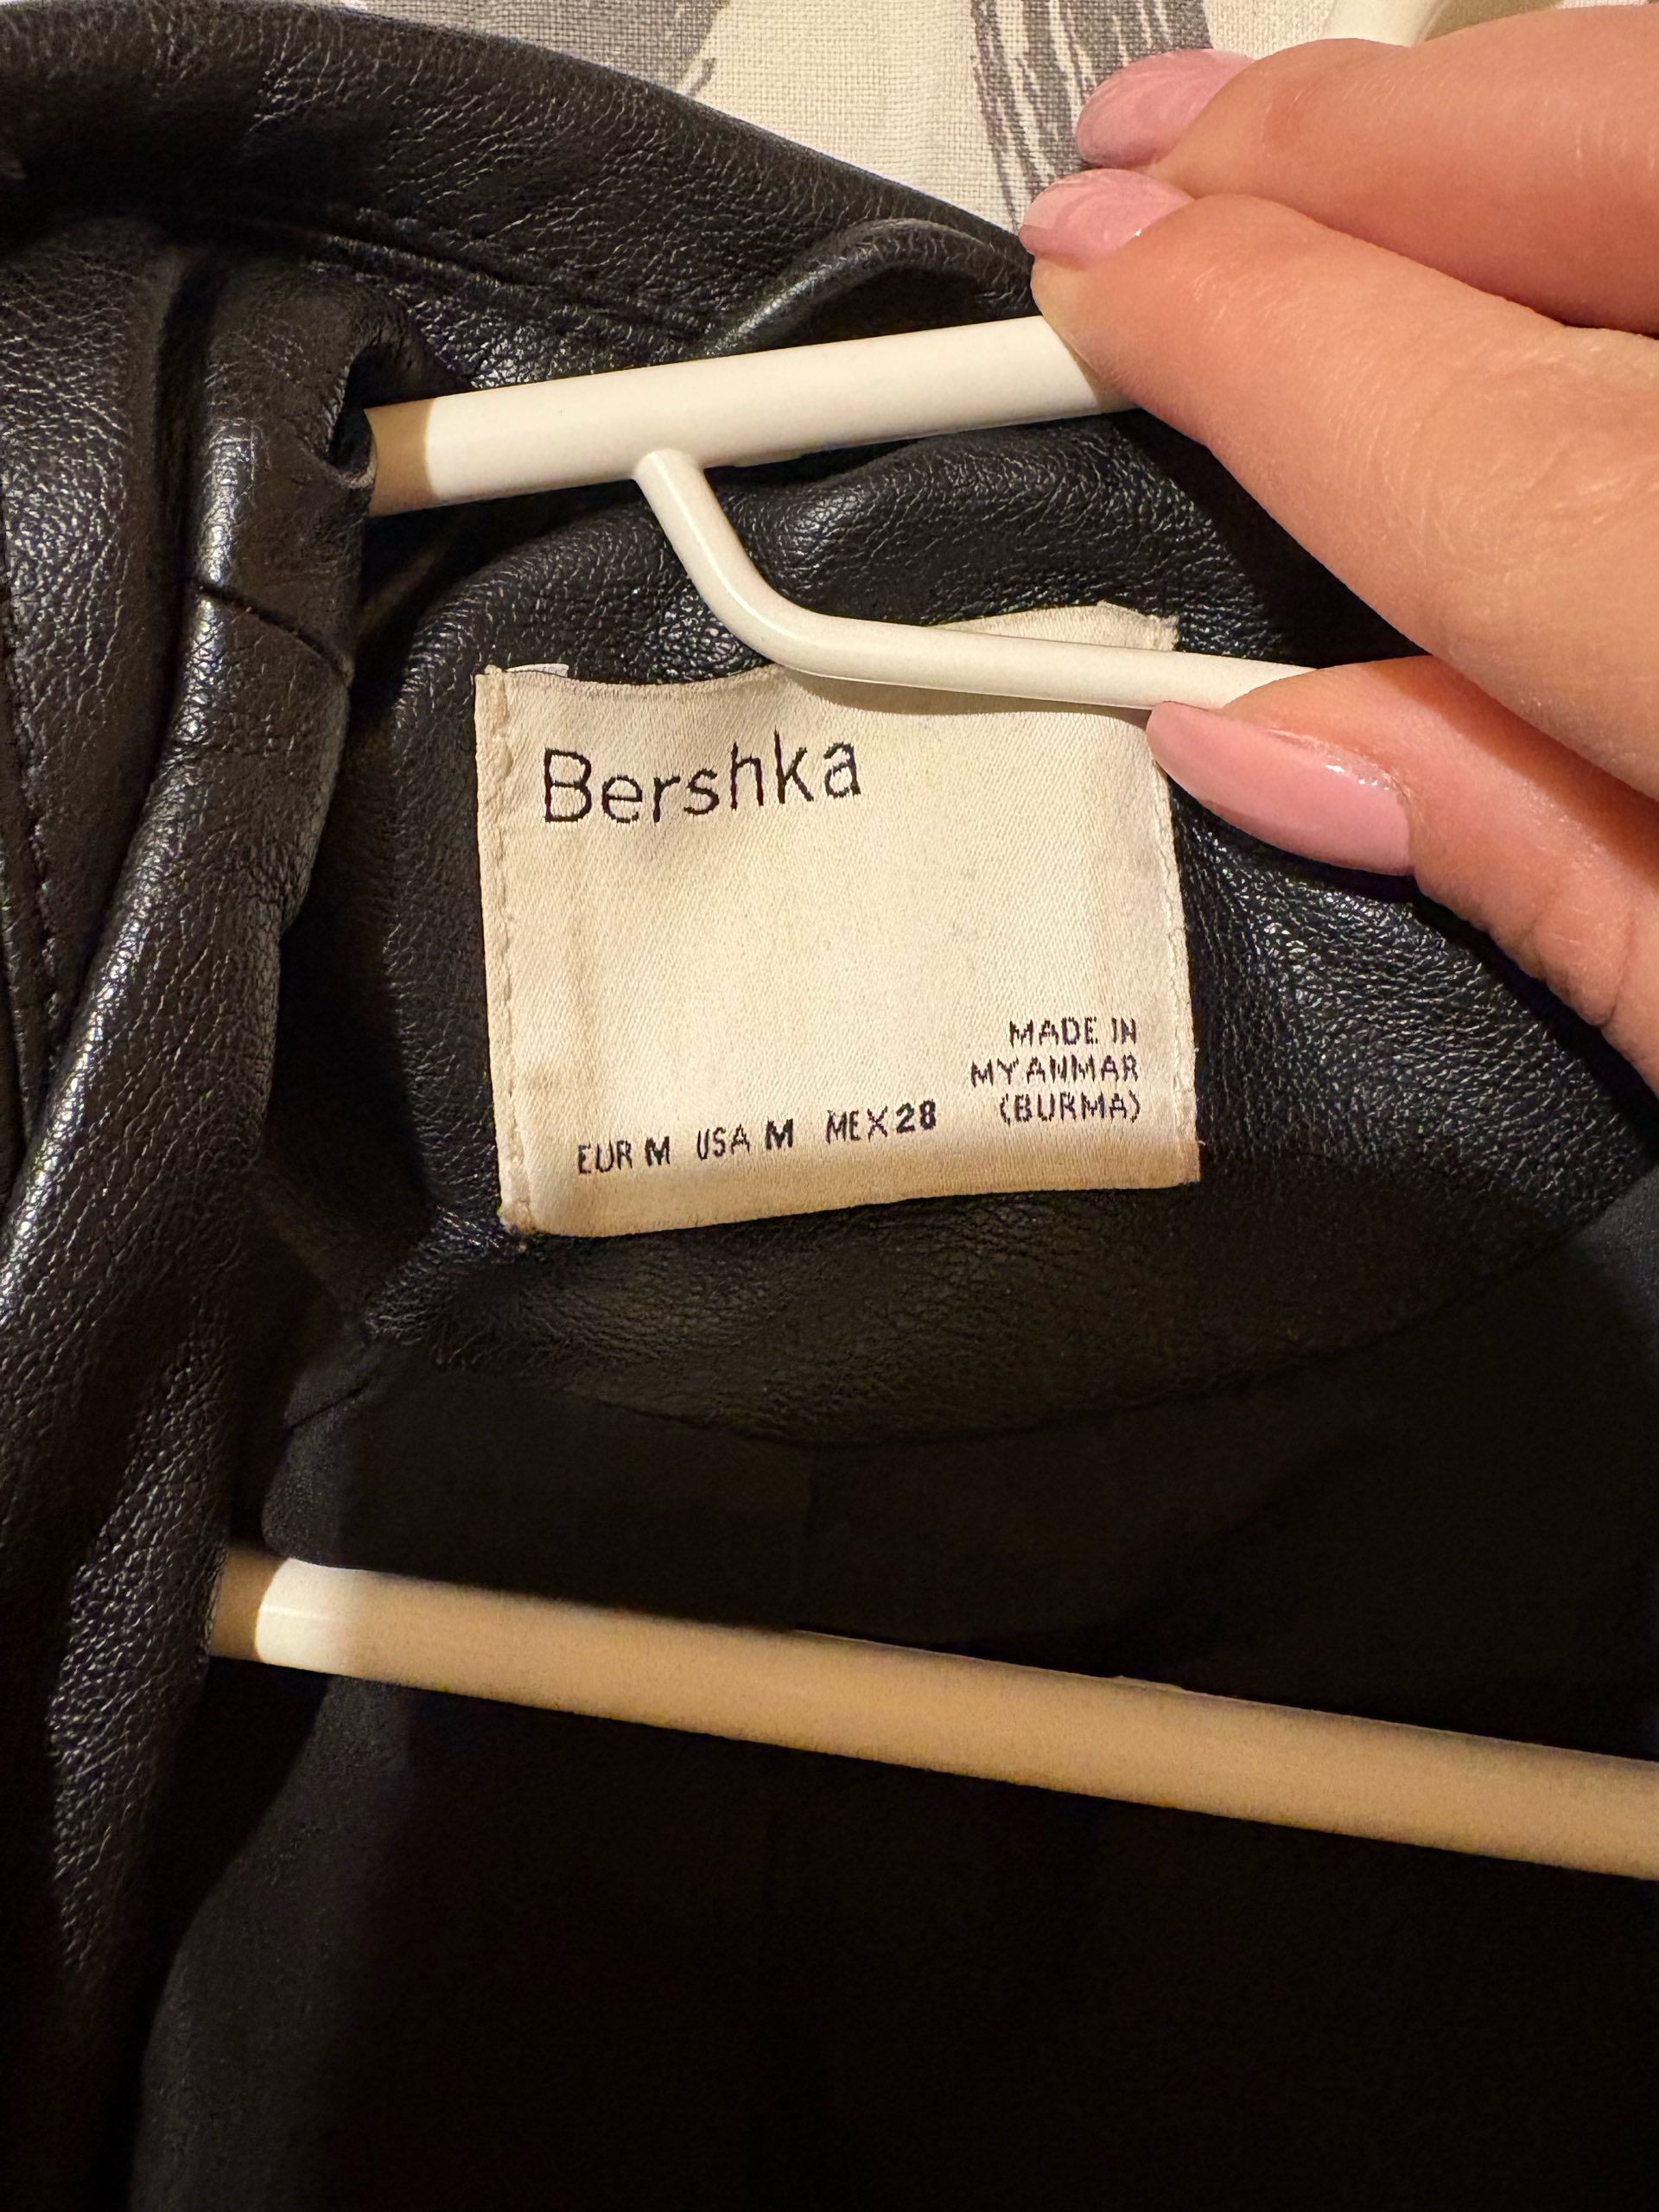 Bershka
MADE IN
MYANMAR
(BURMA)
EUR M USA M MEX 28